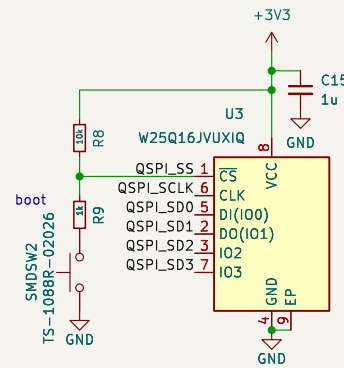 +3V3
C15
1u
GND
U3
W25Q16JVUXIQ
10k
R8
8
VCC
QSPI_SS 1 CS
QSPI_SCLK 6 CLK
QSPI_SD0 5 DI(IO0)
QSPI_SD1 2 DO(IO1)
QSPI_SD2 3 IO2
QSPI_SD3 7 IO3
boot
1k
R9
SMDSW2
TS-1088R-02026
GND
GND
EP
4
9
GND